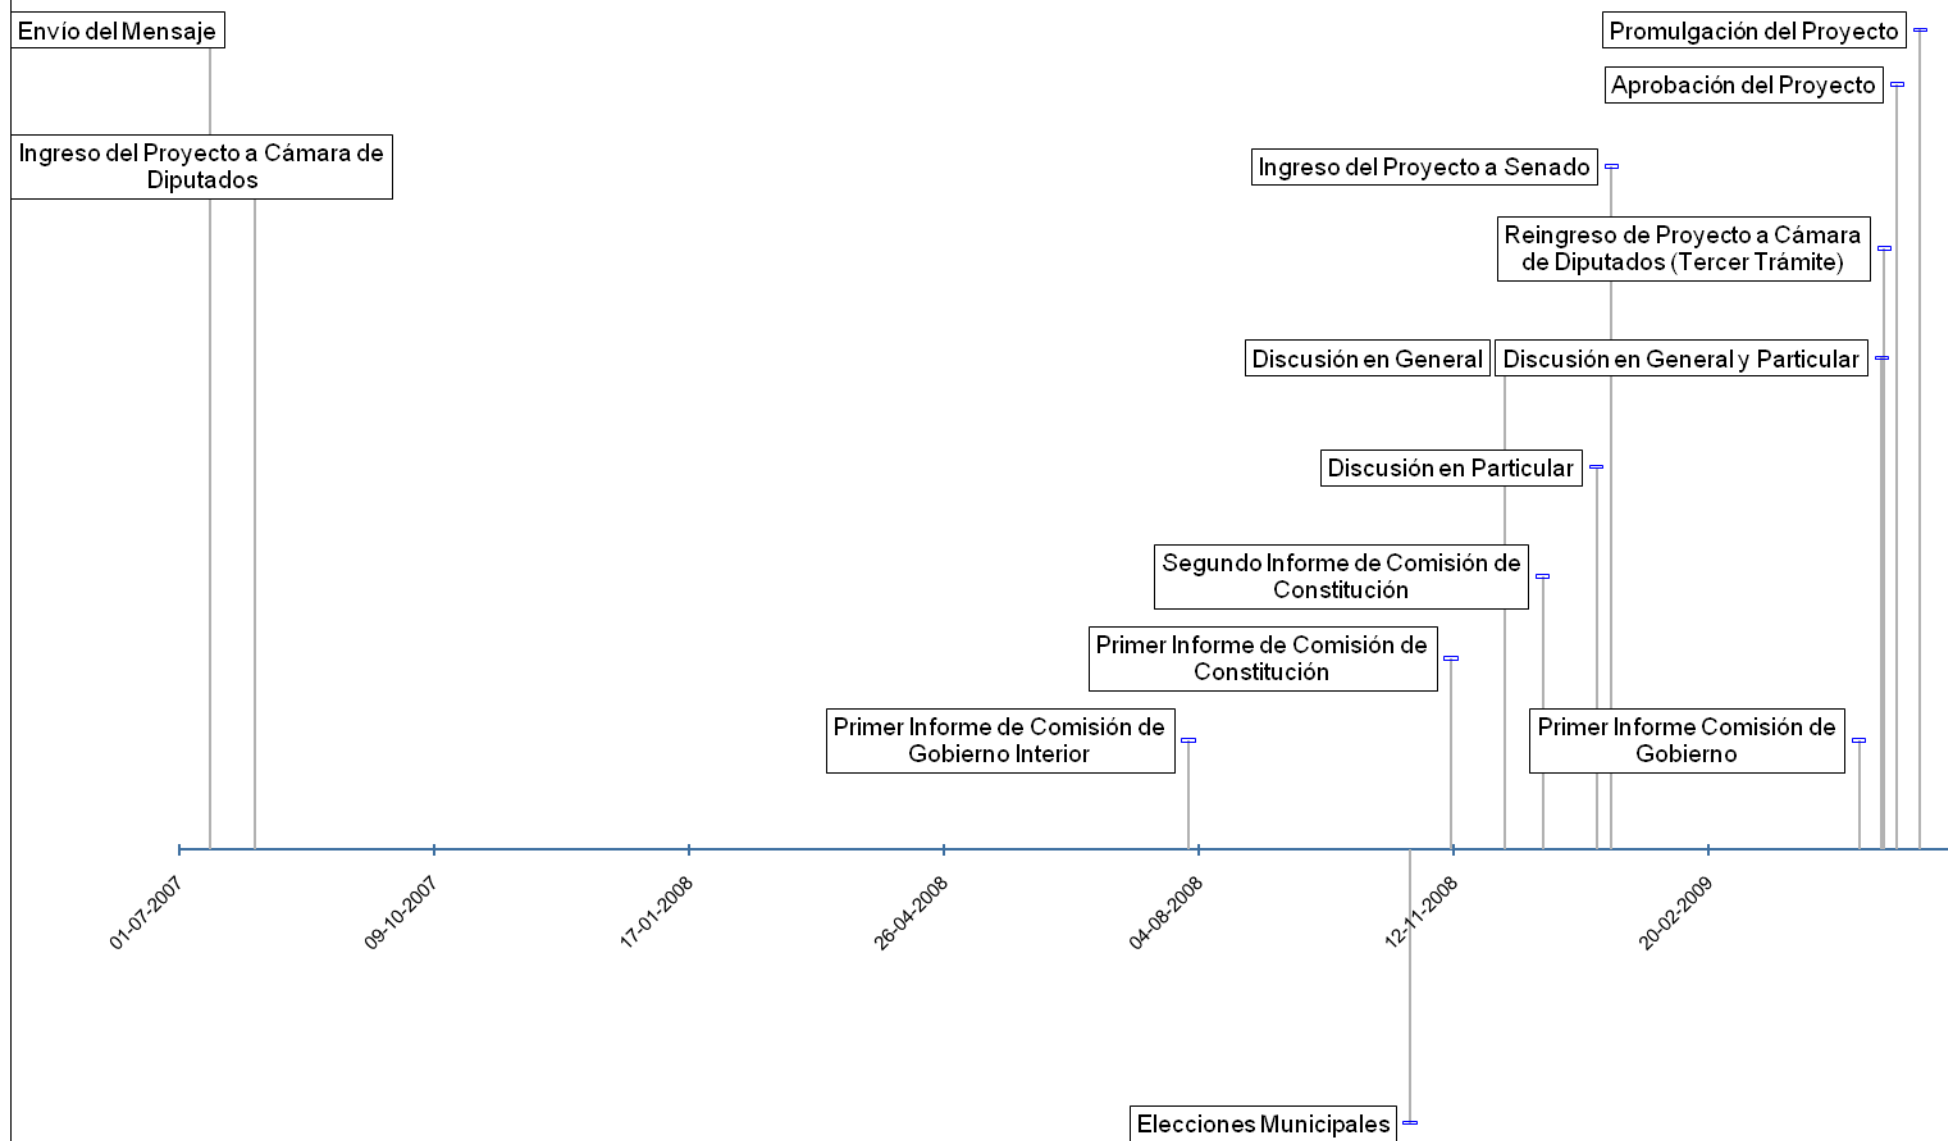 Envío del Mensaje
Promulgación del Proyecto
Aprobación del Proyecto
Ingreso del Proyecto a Cámara de
Diputados
Ingreso del Proyecto a Senado
Reingreso de Proyecto a Cámara
de Diputados (Tercer Trámite)
Discusión en General
Discusión en General y Particular
Discusión en Particular
Segundo Informe de Comisión de
Constitución
Primer Informe de Comisión de
Constitución
Primer Informe de Comisión de
Gobierno Interior
Primer Informe Comisión de
Gobierno
01-07-2007
09-10-2007
17-01-2008
26-04-2008
04-08-2008
12-11-2008
20-02-2009
Elecciones Municipales